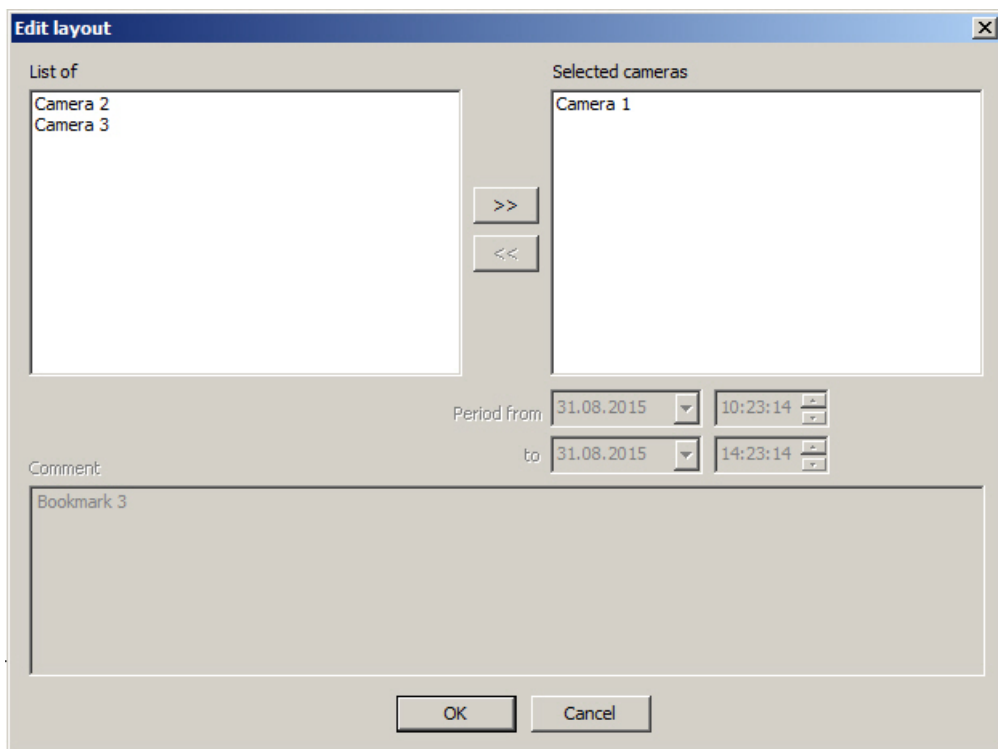 Edit layout
List of
Selected cameras
Camera 2
Camera 3
Camera 1
>>
<<
Period from 31.08.2015 10:23:14
to 31.08.2015 14:23:14
Comment
Bookmark 3
OK Cancel